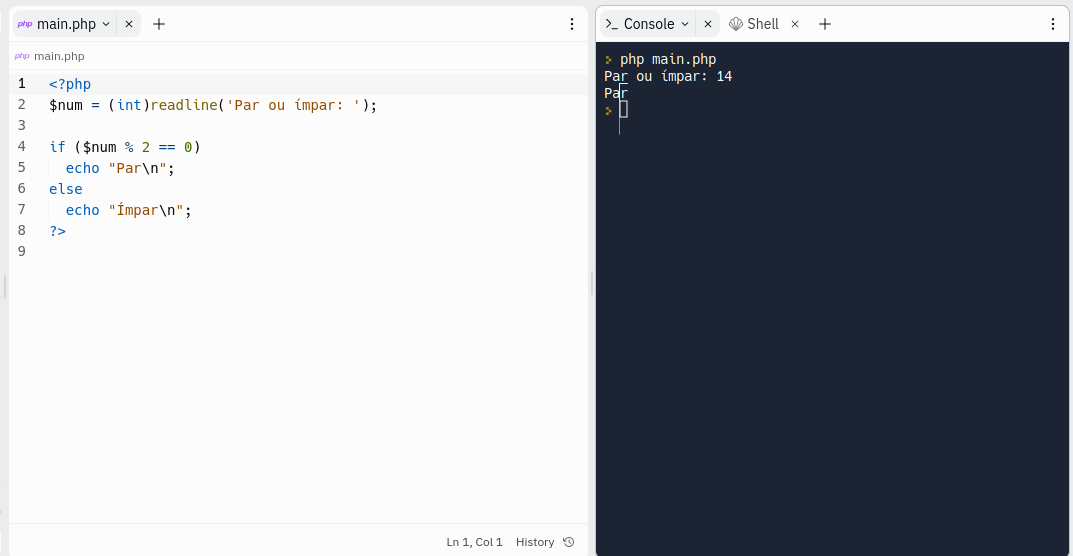 php main.php
php main.php
1 <?php
2 $num = (int)readline('Par ou ímpar: ');
3
4 if ($num % 2 == 0)
5   echo "Par\n";
6 else
7   echo "Ímpar\n";
8 ?>
9
Ln 1, Col 1 History
>_ Console Shell
php main.php
Par ou ímpar: 14
Par